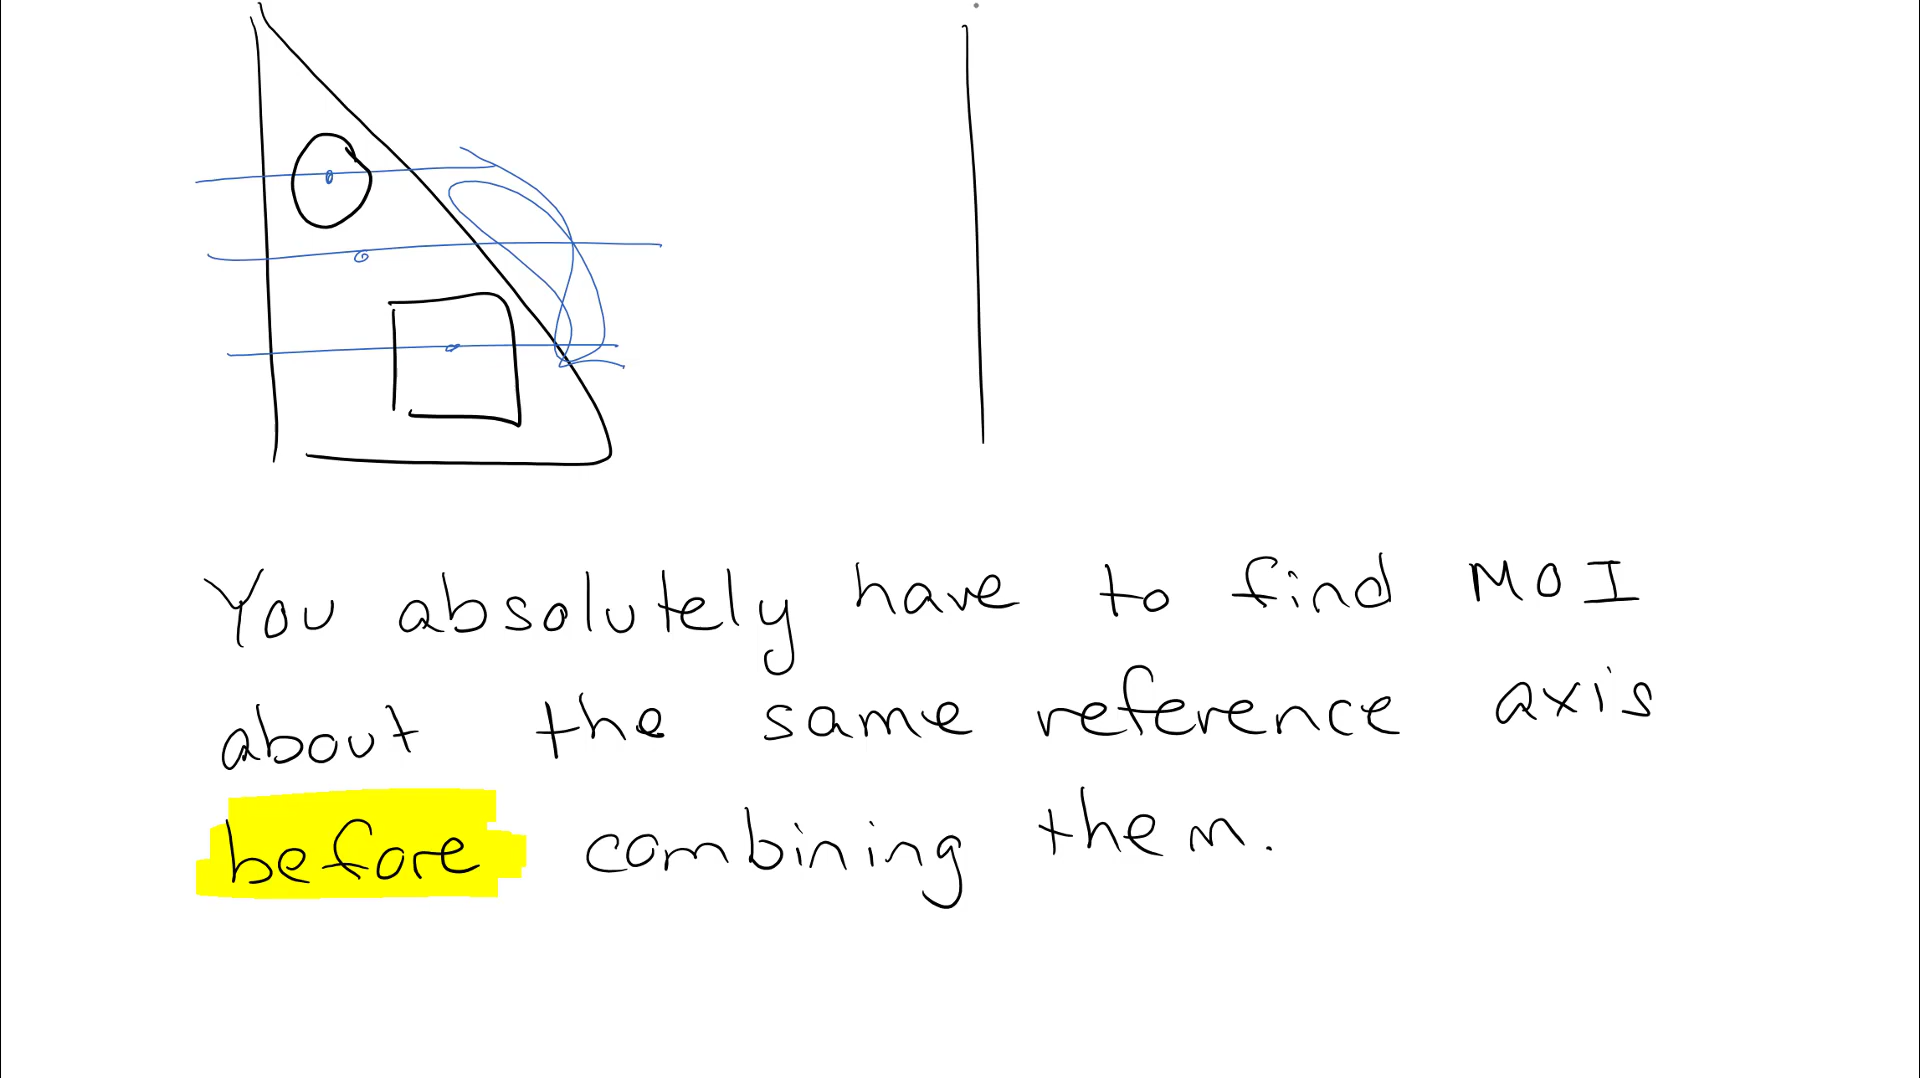 You absolutely have to find MOI
about the same reference axis
before combining them.